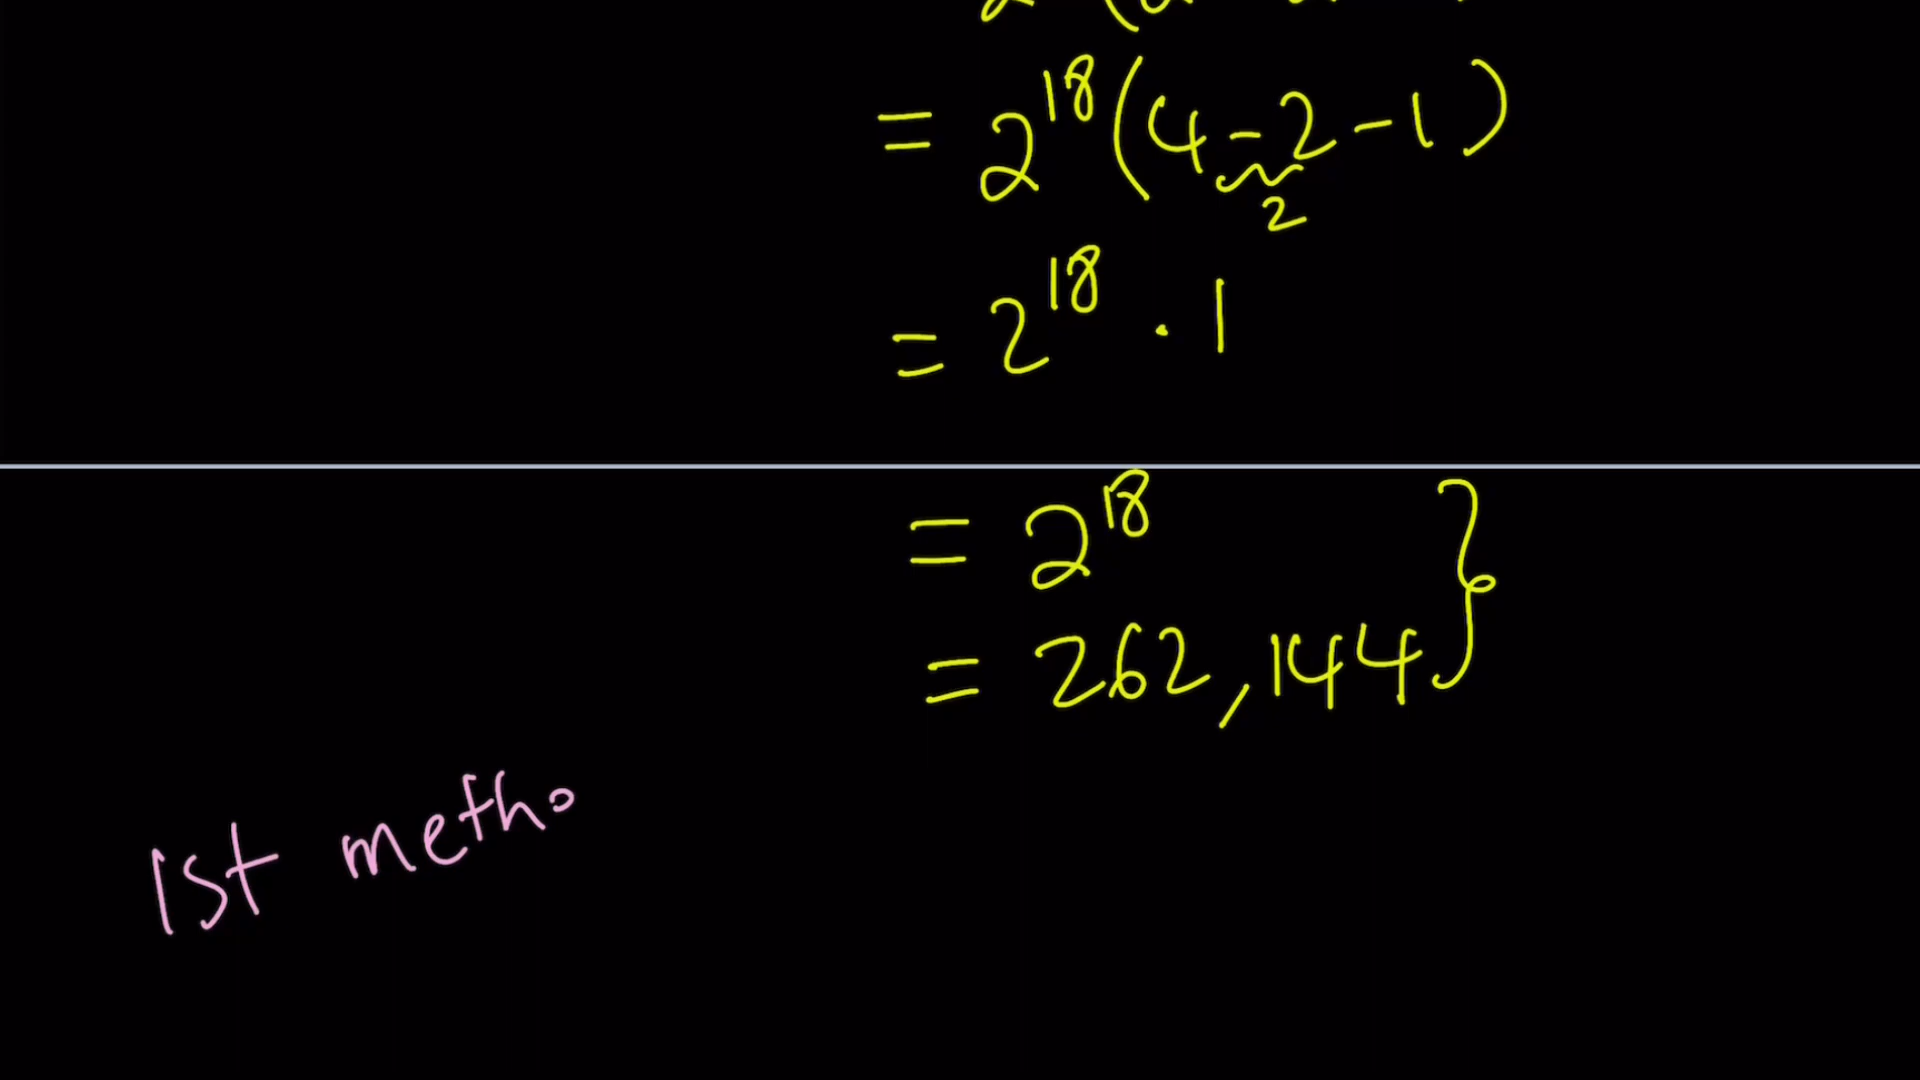 = 2^18 (4 - 2 - 1)
2
= 2^18 · 1
= 2^18
= 262,144
1st metho